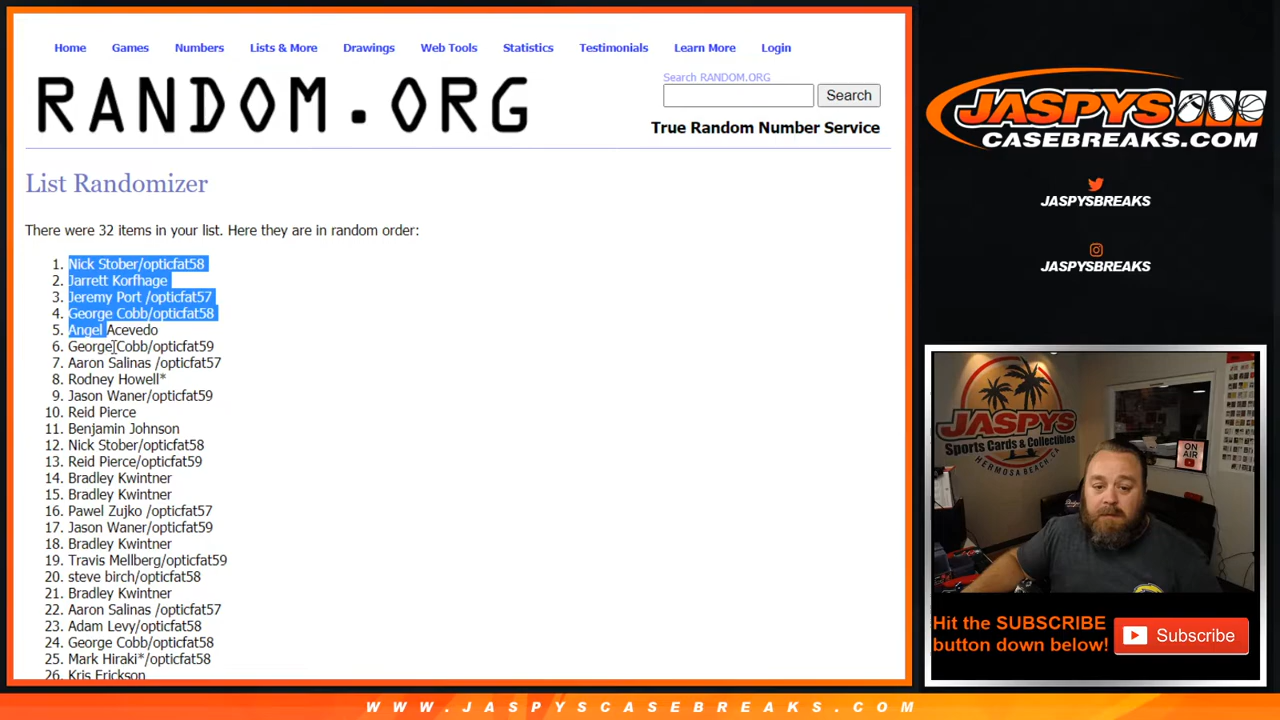 Home Games Numbers Lists & More Drawings Web Tools Statistics Testimonials Learn More Login
RANDOM.ORG
Search RANDOM.ORG
Search
True Random Number Service
List Randomizer
There were 32 items in your list. Here they are in random order:
1. Nick Stober/opticfat58
2. Jarrett Korfhage
3. Jeremy Port /opticfat57
4. George Cobb/opticfat58
5. Angel Acevedo
6. George Cobb/opticfat59
7. Aaron Salinas /opticfat57
8. Rodney Howell*
9. Jason Waner/opticfat59
10. Reid Pierce
11. Benjamin Johnson
12. Nick Stober/opticfat58
13. Reid Pierce/opticfat59
14. Bradley Kwintner
15. Bradley Kwintner
16. Pawel Zujko /opticfat57
17. Jason Waner/opticfat59
18. Bradley Kwintner
19. Travis Mellberg/opticfat59
20. steve birch/opticfat58
21. Bradley Kwintner
22. Aaron Salinas /opticfat57
23. Adam Levy/opticfat58
24. George Cobb/opticfat58
25. Mark Hiraki*/opticfat58
26. Kris Erickson
JASPYS
CASEBREAKS.COM
JASPYSBREAKS
JASPYSBREAKS
JASPYS
Sports Cards & Collectibles
HERMOSA BEACH, CA
ON
AIR
Hit the SUBSCRIBE
button down below!
Subscribe
WWW.JASPYSCASEBREAKS.COM